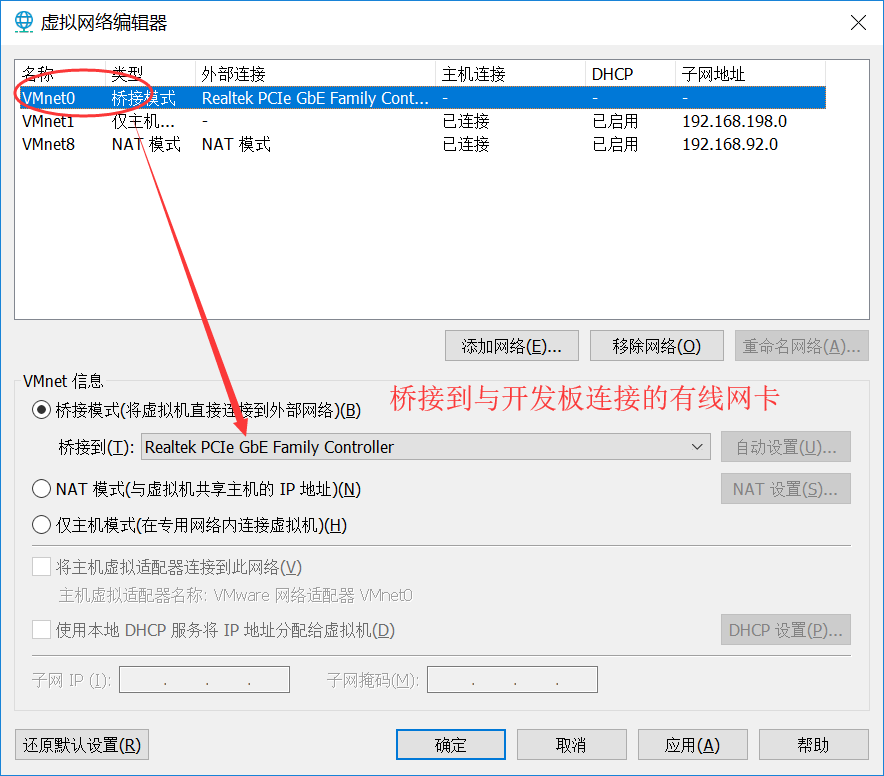 虚拟网络编辑器
名称 类型 外部连接 主机连接 DHCP 子网地址
VMnet0 桥接模式 Realtek PCIe GbE Family Cont... - - -
VMnet1 仅主机... - 已连接 已启用 192.168.198.0
VMnet8 NAT 模式 NAT 模式 已连接 已启用 192.168.92.0
添加网络(E)... 移除网络(O) 重命名网络(A)...
VMnet 信息
桥接到与开发板连接的有线网卡
桥接模式(将虚拟机直接连接到外部网络)(B)
桥接到(T): Realtek PCIe GbE Family Controller 自动设置(U)...
NAT 模式(与虚拟机共享主机的 IP 地址)(N) NAT 设置(S)...
仅主机模式(在专用网络内连接虚拟机)(H)
将主机虚拟适配器连接到此网络(V)
主机虚拟适配器名称: VMware 网络适配器 VMnet0
使用本地 DHCP 服务将 IP 地址分配给虚拟机(D) DHCP 设置(P)...
子网 IP (I): . . . 子网掩码(M): . . .
还原默认设置(R) 确定 取消 应用(A) 帮助